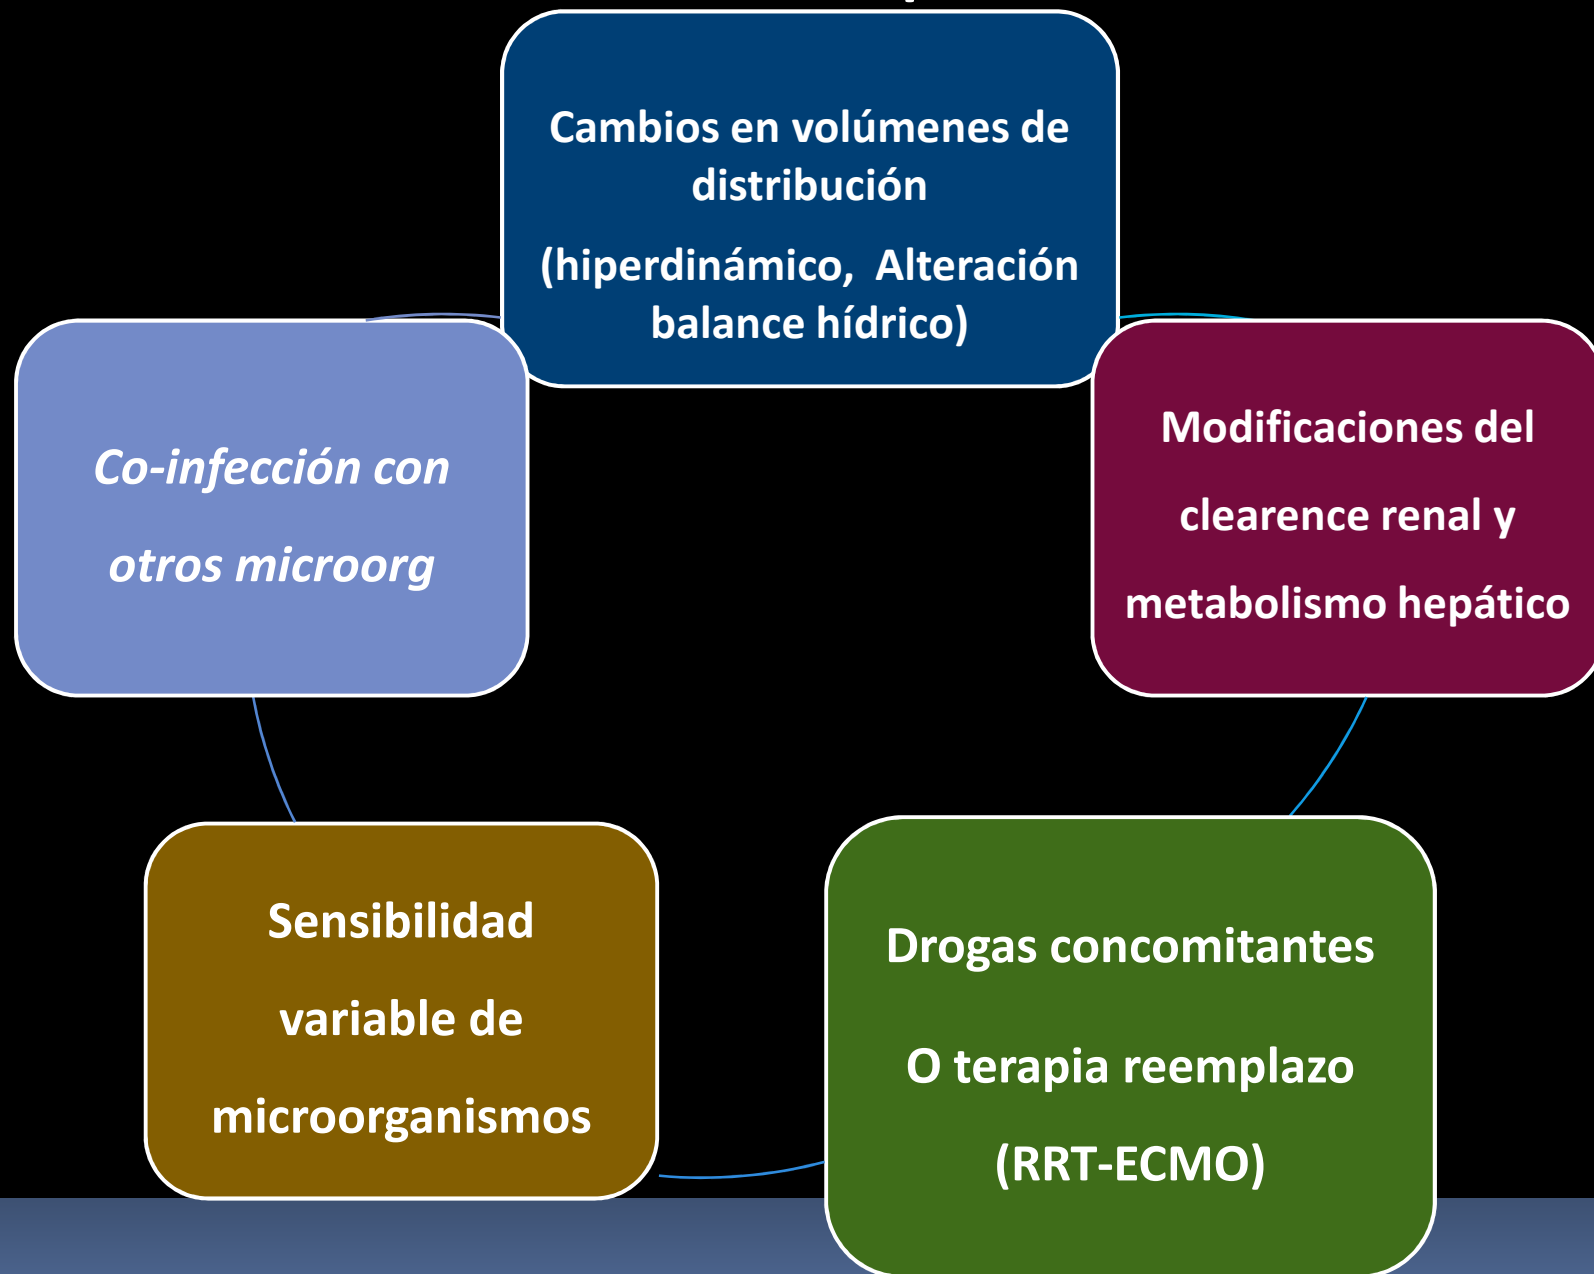 Cambios en volúmenes de
distribución
(hiperdinámico, Alteración
balance hídrico)
Modificaciones del
clearence renal y
metabolismo hepático
Drogas concomitantes
O terapia reemplazo
(RRT-ECMO)
Sensibilidad
variable de
microorganismos
Co-infección con
otros microorg